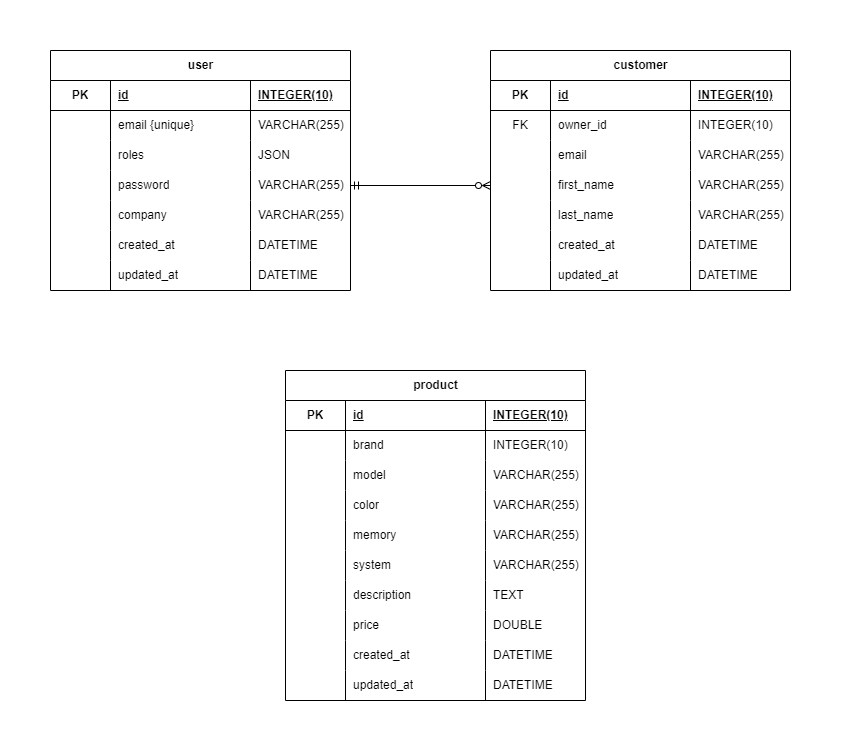 user
PK id INTEGER(10)
email {unique} VARCHAR(255)
roles JSON
password VARCHAR(255)
company VARCHAR(255)
created_at DATETIME
updated_at DATETIME
customer
PK id INTEGER(10)
FK owner_id INTEGER(10)
email VARCHAR(255)
first_name VARCHAR(255)
last_name VARCHAR(255)
created_at DATETIME
updated_at DATETIME
product
PK id INTEGER(10)
brand INTEGER(10)
model VARCHAR(255)
color VARCHAR(255)
memory VARCHAR(255)
system VARCHAR(255)
description TEXT
price DOUBLE
created_at DATETIME
updated_at DATETIME